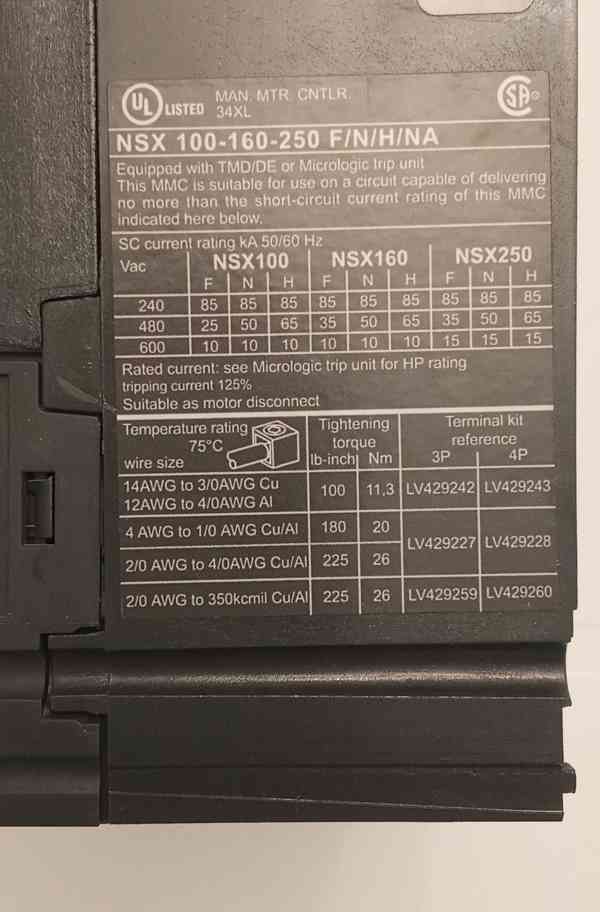 UL LISTED MAN. MTR. CNTLR. SA
34XL
NSX 100-160-250 F/N/H/NA
Equipped with TMD/DE or Micrologic trip unit
This MMC is suitable for use on a circuit capable of delivering
no more than the short-circuit current rating of this MMC
indicated here below.
SC current rating kA 50/60 Hz
Vac NSX100 NSX160 NSX250
F N H F N H F N H
240 85 85 85 85 85 85 85 85 85
480 25 50 65 35 50 65 35 50 65
600 10 10 10 10 10 10 15 15 15
Rated current: see Micrologic trip unit for HP rating
tripping current 125%
Suitable as motor disconnect
Temperature rating Tightening Terminal kit
75°C torque reference
wire size lb-inch Nm 3P 4P
14AWG to 3/0AWG Cu
12AWG to 4/0AWG Al 100 11,3 LV429242 LV429243
4 AWG to 1/0 AWG Cu/Al 180 20
LV429227 LV429228
2/0 AWG to 4/0AWG Cu/Al 225 26
2/0 AWG to 350kcmil Cu/Al 225 26 LV429259 LV429260